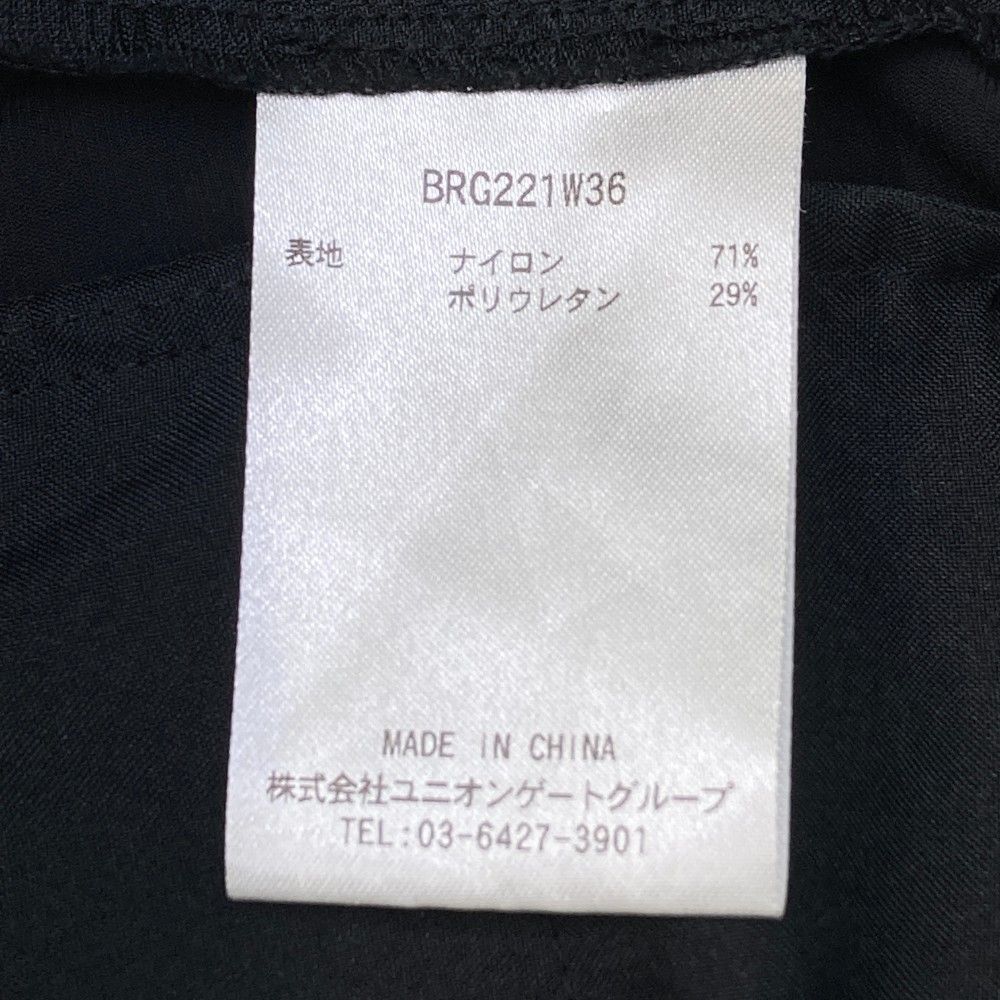 BRG221W36
表地 ナイロン 71%
ポリウレタン 29%
MADE IN CHINA
株式会社ユニオンゲートグループ
TEL:03-6427-3901